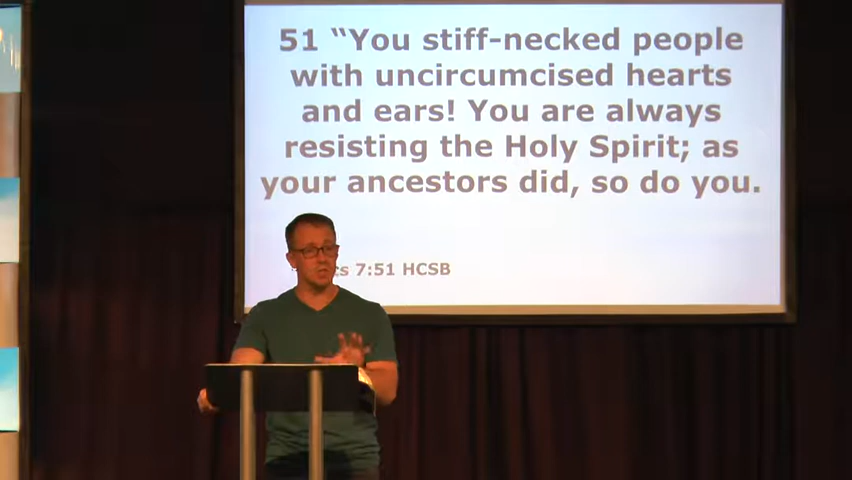 51 “You stiff-necked people
with uncircumcised hearts
and ears! You are always
resisting the Holy Spirit; as
your ancestors did, so do you.
7:51 HCSB